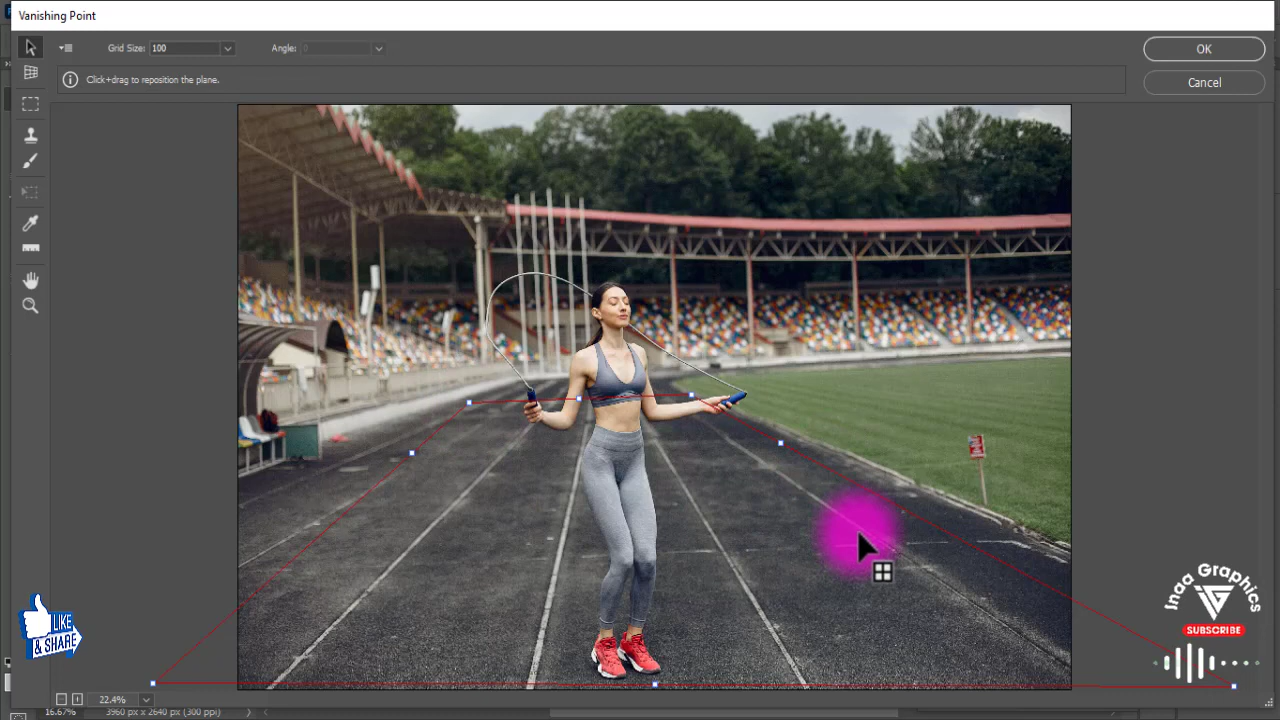 Vanishing Point
Grid Size: 100
Angle:
OK
Click+drag to reposition the plane.
Cancel
LIKE
& SHARE
Jnaa Graphics
SUBSCRIBE
22.4%
16.67% 3960 px x 2640 px (300 ppi)